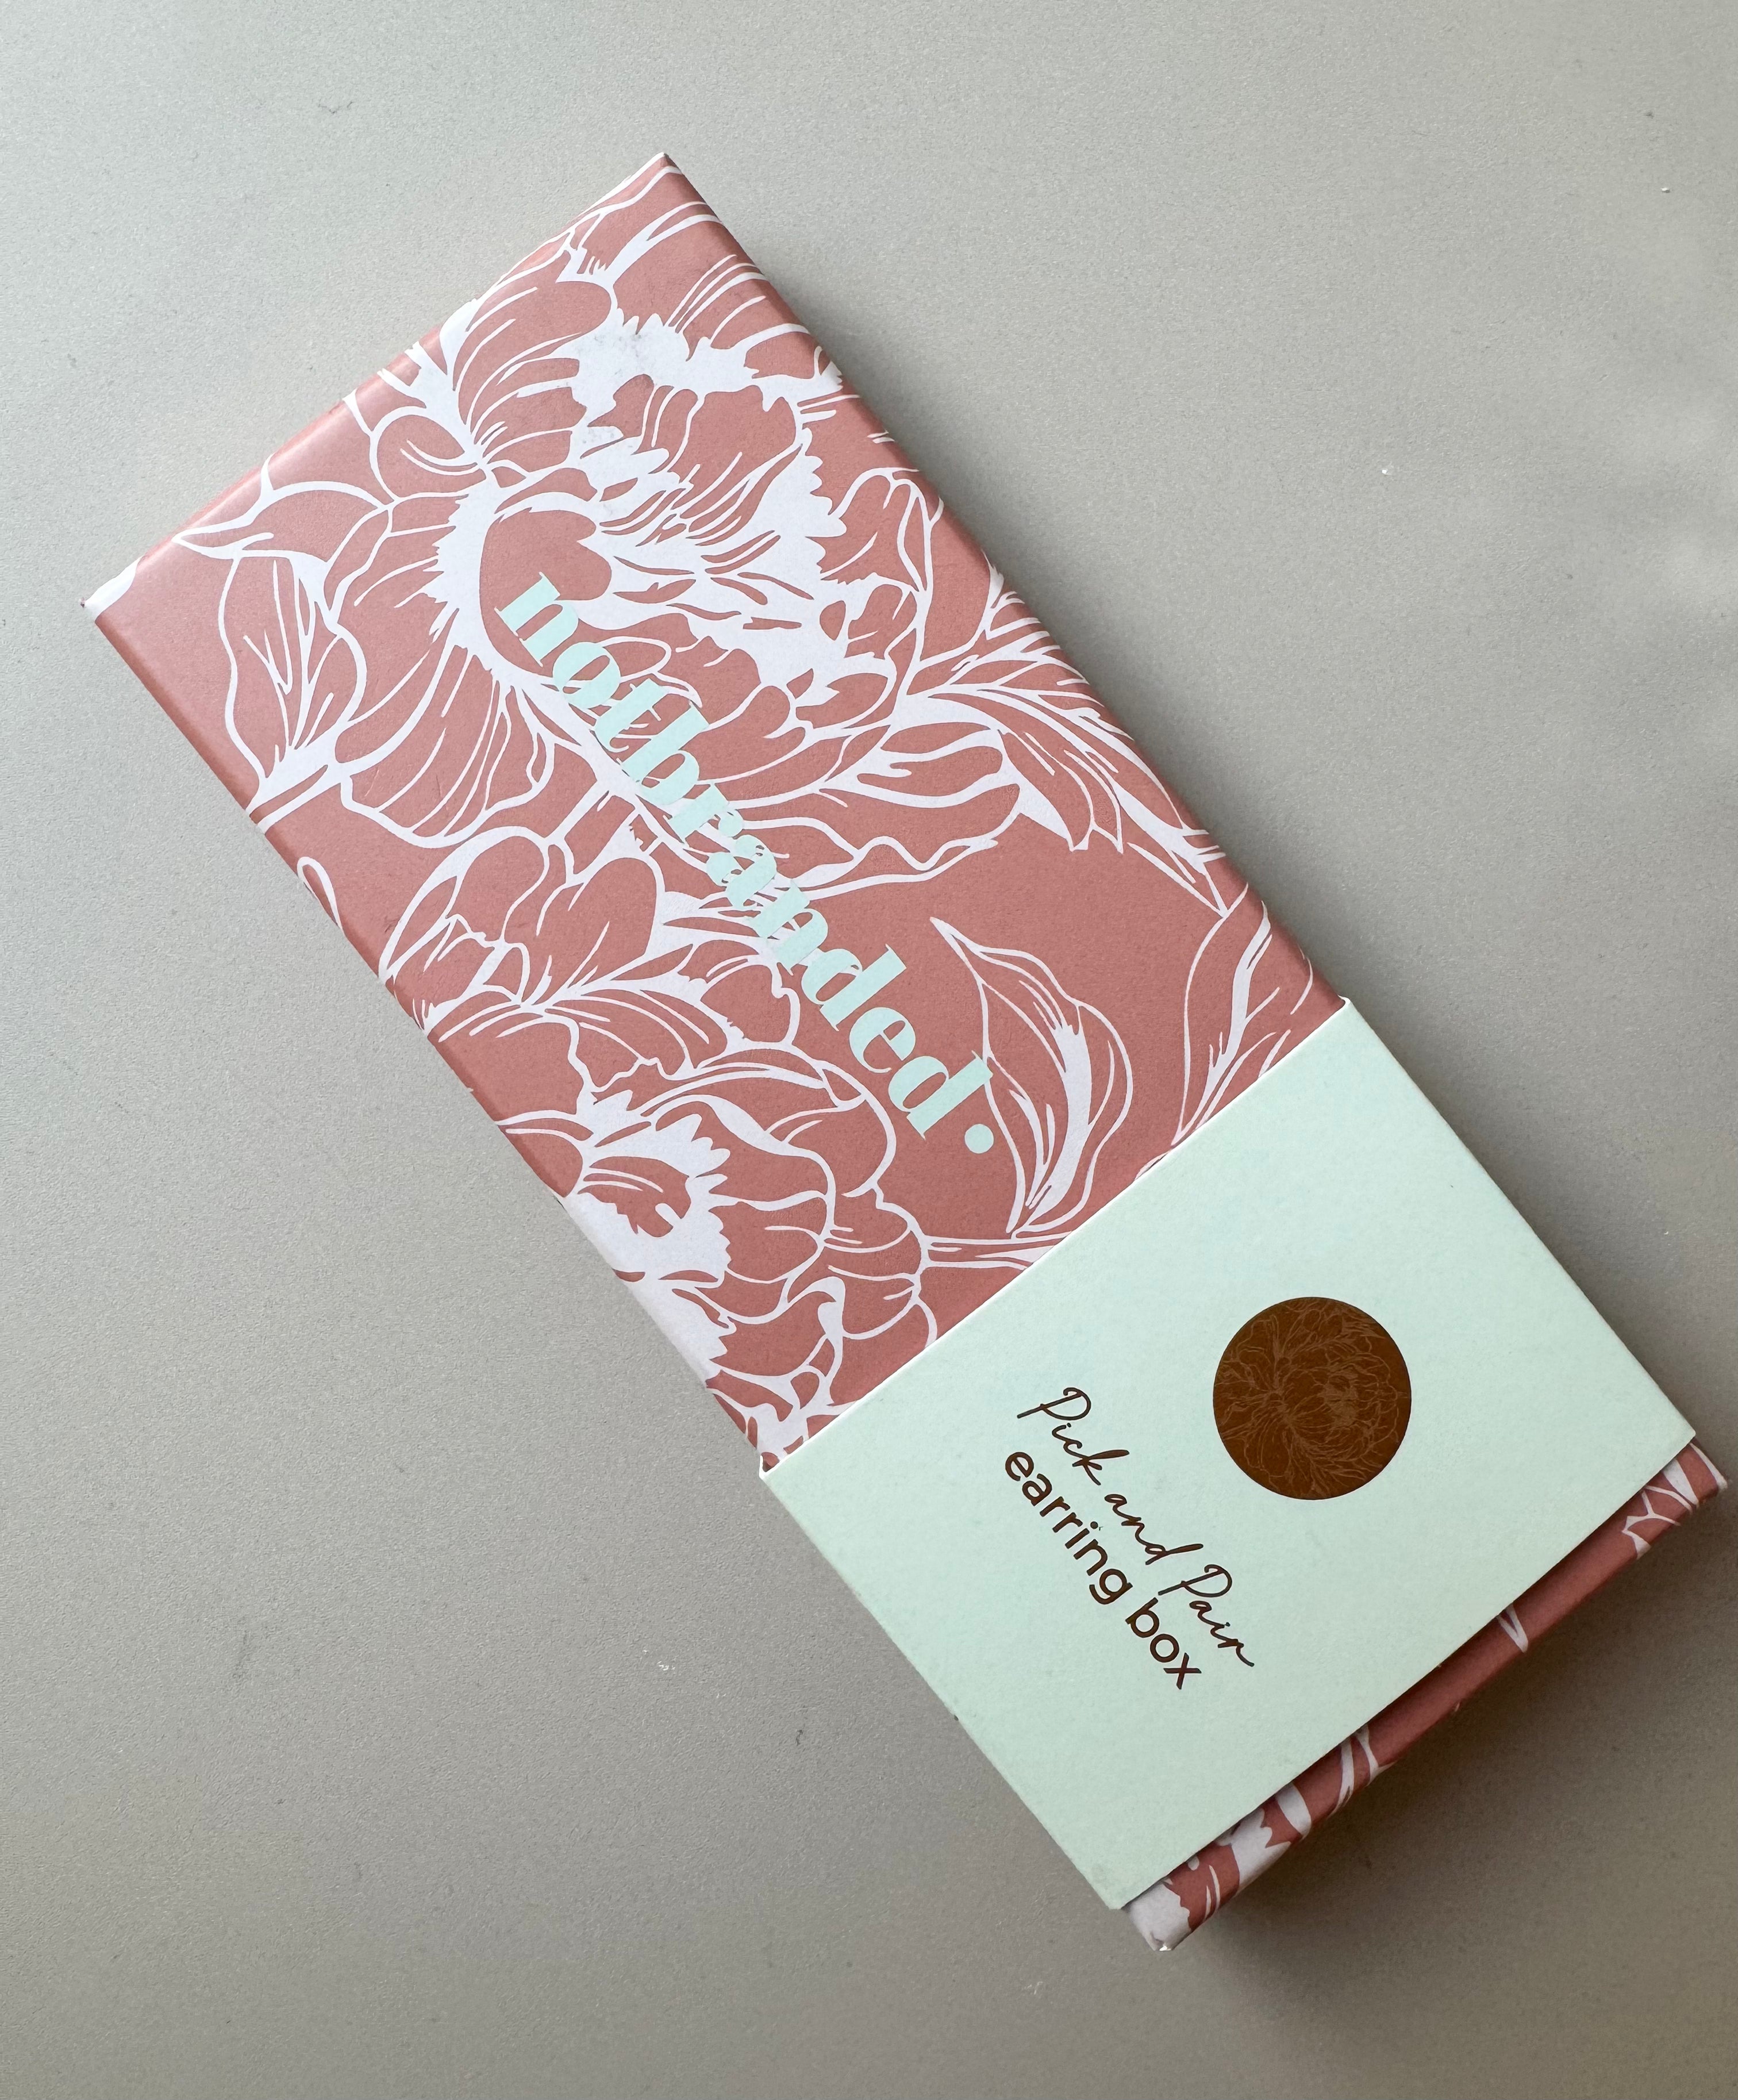 notbranded.
Pick and Pair
earring box